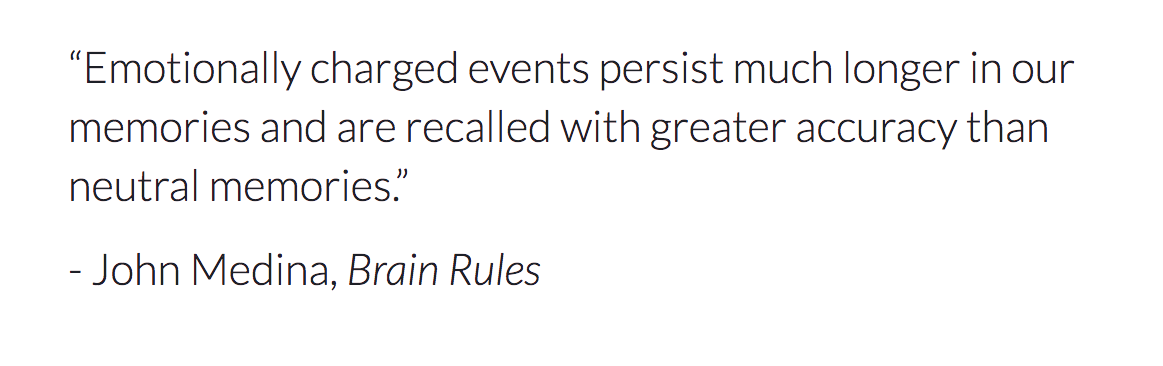 “Emotionally charged events persist much longer in our
memories and are recalled with greater accuracy than
neutral memories.”
- John Medina, Brain Rules